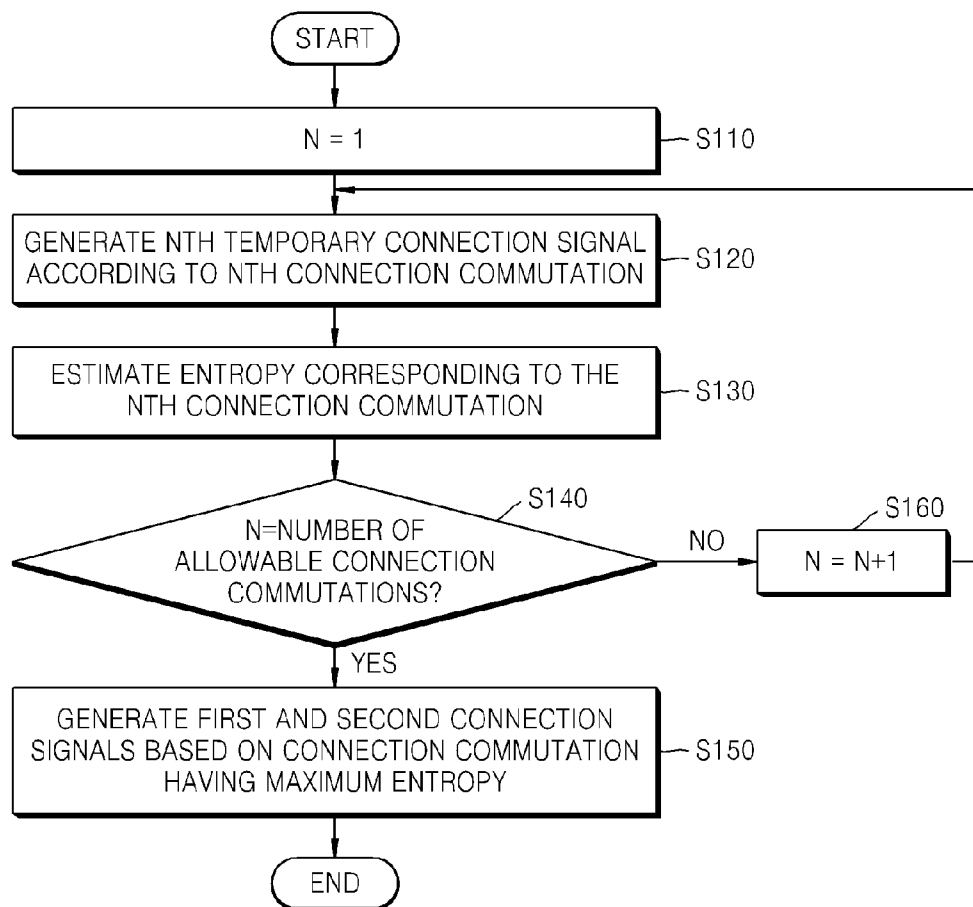 START
N = 1
S110
GENERATE NTH TEMPORARY CONNECTION SIGNAL
ACCORDING TO NTH CONNECTION COMMUTATION
S120
ESTIMATE ENTROPY CORRESPONDING TO THE
NTH CONNECTION COMMUTATION
S130
S140
N=NUMBER OF
ALLOWABLE CONNECTION
COMMUTATIONS?
NO
S160
N = N+1
YES
GENERATE FIRST AND SECOND CONNECTION
SIGNALS BASED ON CONNECTION COMMUTATION
HAVING MAXIMUM ENTROPY
S150
END